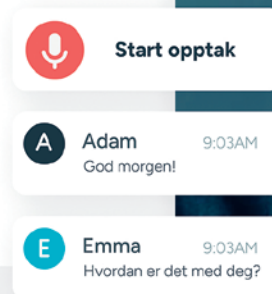 Start opptak
A
Adam 9:03AM
God morgen!
E
Emma 9:03AM
Hvordan er det med deg?